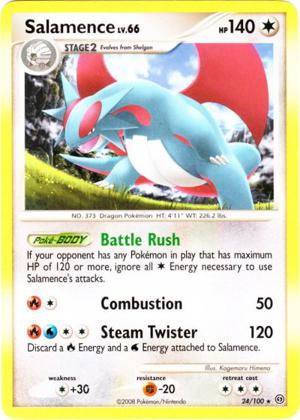 Salamence LV.66 HP 140
STAGE2 Evolves from Shelgon
NO. 373 Dragon Pokémon HT: 4'11" WT: 226.2 lbs.
Poké-BODY Battle Rush
If your opponent has any Pokémon in play that has maximum
HP of 120 or more, ignore all Energy necessary to use
Salamence's attacks.
Combustion 50
Steam Twister 120
Discard a Energy and a Energy attached to Salamence.
Illus. Kagemaru Himeno
weakness resistance retreat cost
+30 -20
©2008 Pokémon/Nintendo 24/100 ★